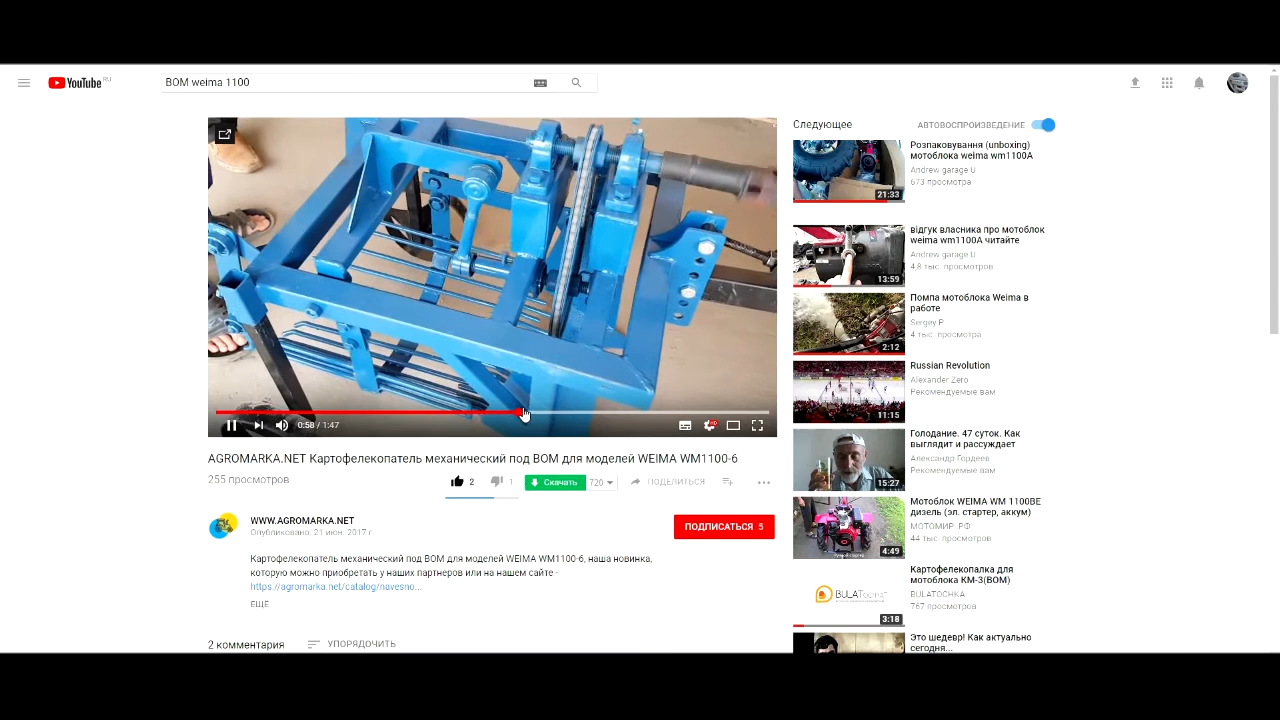 YouTube RU
ВОМ weima 1100
0:58 / 1:47
AGROMARKA.NET Картофелекопатель механический под ВОМ для моделей WEIMA WM1100-6
255 просмотров
2
1
Скачать
720
ПОДЕЛИТЬСЯ
WWW.AGROMARKA.NET
Опубликовано: 21 июн. 2017 г.
ПОДПИСАТЬСЯ 5
Картофелекопатель механический под ВОМ для моделей WEIMA WM1100-6, наша новинка,
которую можно приобретать у наших партнеров или на нашем сайте -
https://agromarka.net/catalog/navesno...
ЕЩЁ
2 комментария
УПОРЯДОЧИТЬ
Следующее
АВТОВОСПРОИЗВЕДЕНИЕ
21:33
Розпаковування (unboxing)
мотоблока weima wm1100A
Andrew garage U
673 просмотра
13:59
відгук власника про мотоблок
weima wm1100A читайте
Andrew garage U
4,8 тыс. просмотров
2:12
Помпа мотоблока Weima в
работе
Sergey P.
4 тыс. просмотра
11:15
Russian Revolution
Alexander Zero
Рекомендуемые вам
15:27
Голодание. 47 суток. Как
выглядит и рассуждает
Александр Гордеев
Рекомендуемые вам
4:49
Мотоблок WEIMA WM 1100BE
дизель (эл. стартер, аккум)
МОТОМИР РФ
44 тыс. просмотров
BULATochka
3:18
Картофелекопалка для
мотоблока КМ-3(ВОМ)
BULATOCHKA
767 просмотров
Это шедевр! Как актуально
сегодня...